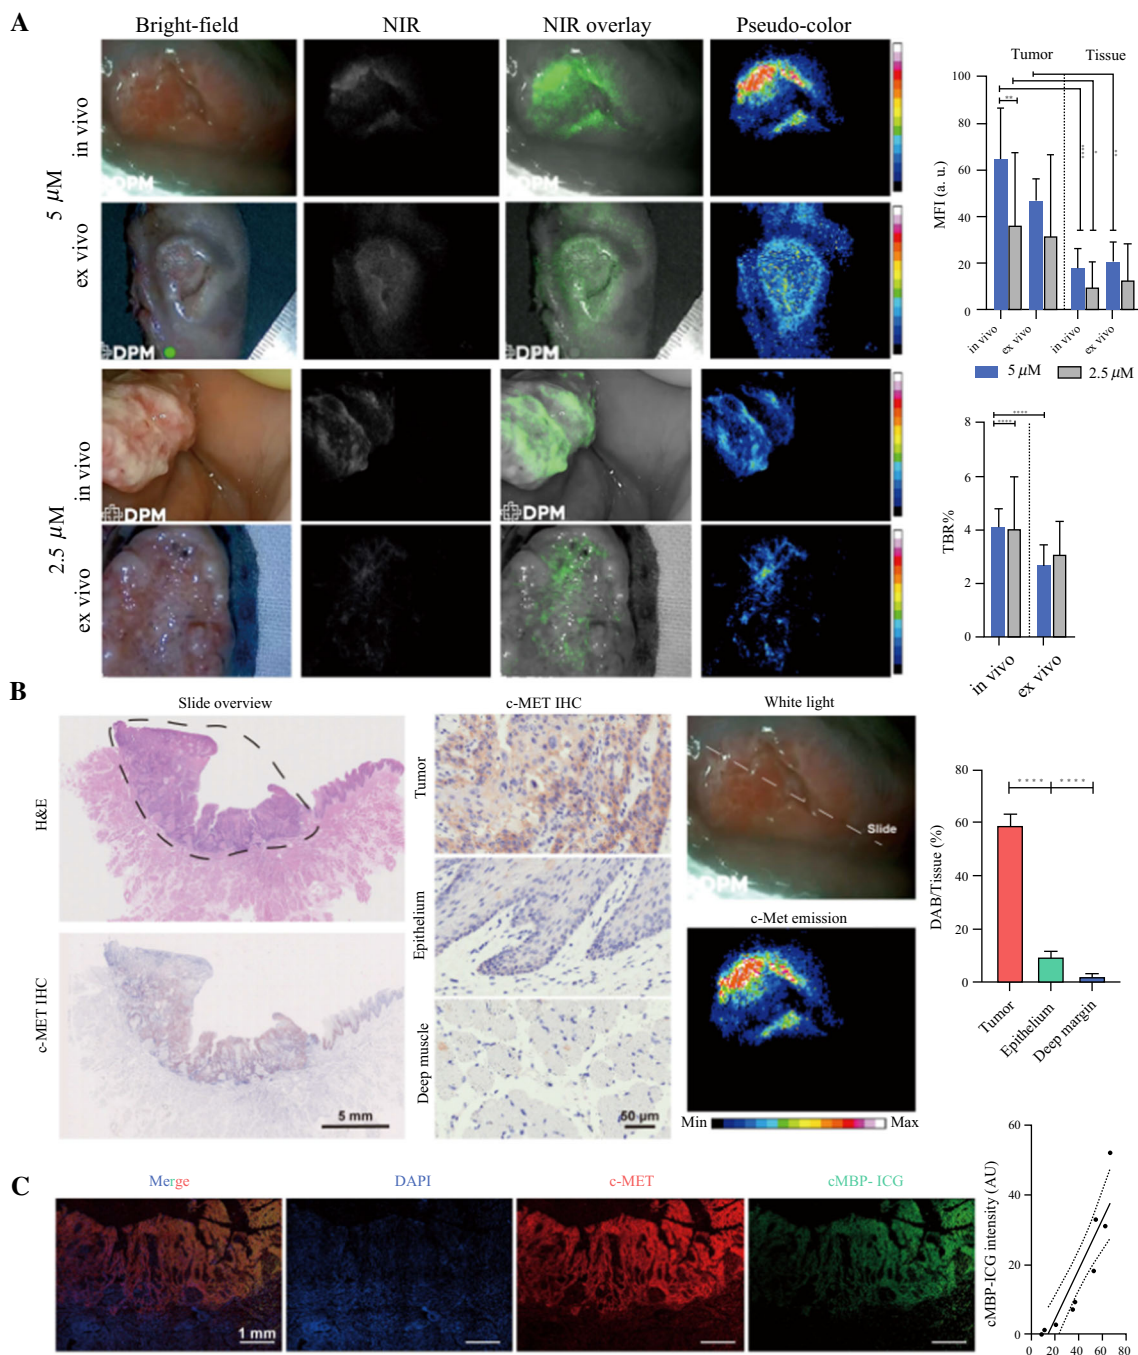 A
Bright-field
NIR
NIR overlay
Pseudo-color
5 μM
in vivo
DPM
ex vivo
DPM
2.5 μM
in vivo
DPM
DPM
ex vivo
Tumor
Tissue
MFI (a. u.)
100
80
60
40
20
0
**
****
*
**
in vivo
ex vivo
in vivo
ex vivo
5 μM
2.5 μM
TBR%
8
6
4
2
0
****
****
in vivo
ex vivo
B
Slide overview
c-MET IHC
White light
H&E
c-MET IHC
5 mm
Tumor
Epithelium
Deep muscle
50 μm
Slide
DPM
c-Met emission
Min
Max
DAB/Tissue (%)
80
60
40
20
0
****
****
Tumor
Epithelium
Deep margin
C
Merge
DAPI
c-MET
cMBP- ICG
1 mm
cMBP-ICG intensity (AU)
60
40
20
0
0 20 40 60 80